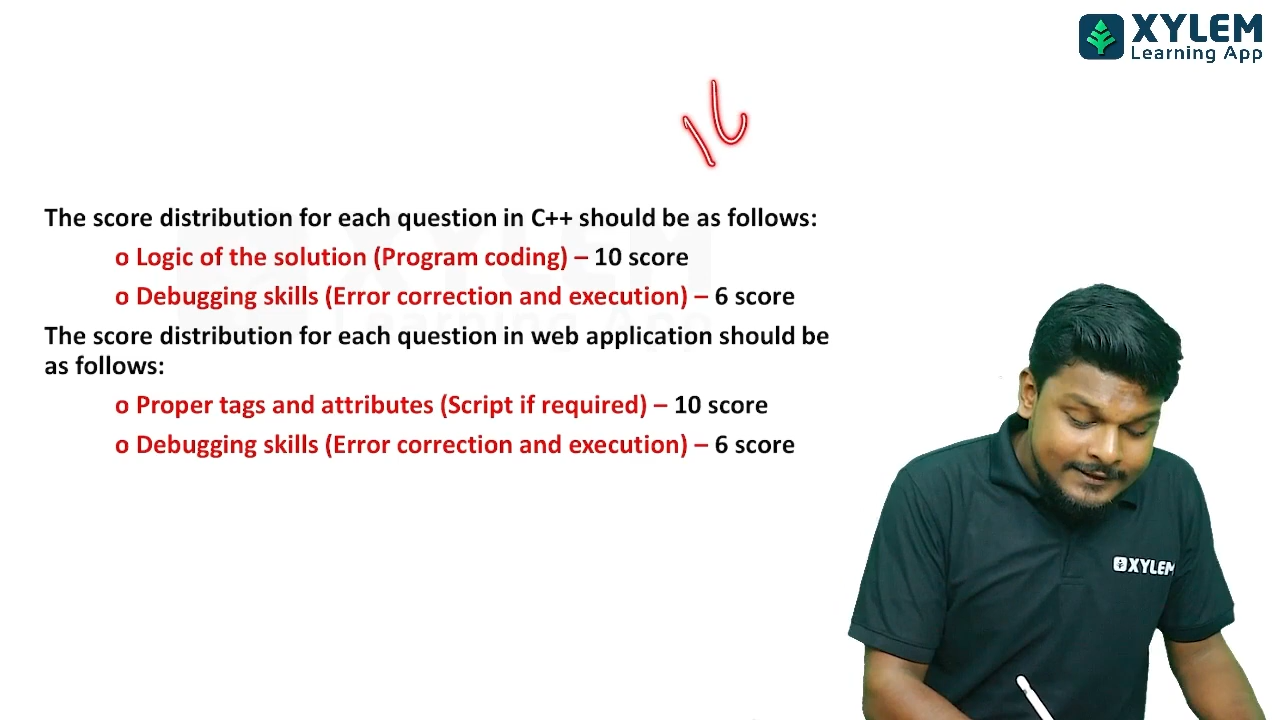 XYLEM
Learning App
The score distribution for each question in C++ should be as follows:
o Logic of the solution (Program coding) – 10 score
o Debugging skills (Error correction and execution) – 6 score
The score distribution for each question in web application should be
as follows:
o Proper tags and attributes (Script if required) – 10 score
o Debugging skills (Error correction and execution) – 6 score
XYLEM